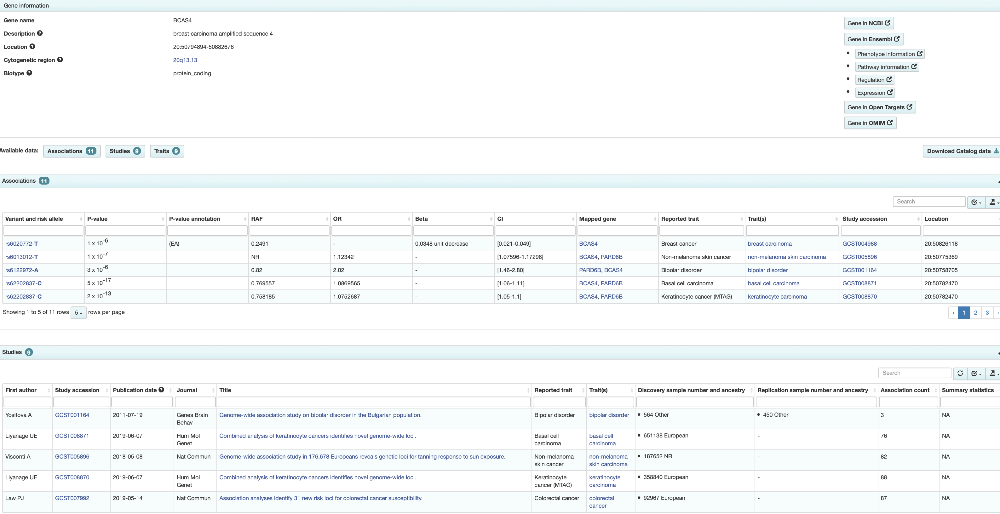 Gene information
Gene name BCAS4
Description breast carcinoma amplified sequence 4
Location 20:50794894-50882676
Cytogenetic region 20q13.13
Biotype protein_coding
Gene in NCBI
Gene in Ensembl
Phenotype information
Pathway information
Regulation
Expression
Gene in Open Targets
Gene in OMIM
Available data: Associations 11 Studies 9 Traits 9 Download Catalog data
Associations 11
Search
Variant and risk allele P-value P-value annotation RAF OR Beta CI Mapped gene Reported trait Trait(s) Study accession Location
rs6020772-T 1 x 10-6 (EA) 0.2491 - 0.0348 unit decrease [0.021-0.049] BCAS4 Breast cancer breast carcinoma GCST004988 20:50826118
rs6013012-T 1 x 10-7 NR 1.12342 - [1.07596-1.17298] BCAS4, PARD6B Non-melanoma skin cancer non-melanoma skin carcinoma GCST005896 20:50775369
rs6122972-A 3 x 10-6 0.82 2.02 - [1.46-2.80] PARD6B, BCAS4 Bipolar disorder bipolar disorder GCST001164 20:50758705
rs62202837-C 5 x 10-17 0.769557 1.0869565 - [1.06-1.11] BCAS4, PARD6B Basal cell carcinoma basal cell carcinoma GCST008871 20:50782470
rs62202837-C 2 x 10-13 0.758185 1.0752687 - [1.05-1.1] BCAS4, PARD6B Keratinocyte cancer (MTAG) keratinocyte carcinoma GCST008870 20:50782470
Showing 1 to 5 of 11 rows 5 rows per page ‹ 1 2 3 ›
Studies 9
Search
First author Study accession Publication date Journal Title Reported trait Trait(s) Discovery sample number and ancestry Replication sample number and ancestry Association count Summary statistics
Yosifova A GCST001164 2011-07-19 Genes Brain Genome-wide association study on bipolar disorder in the Bulgarian population. Bipolar disorder bipolar disorder • 564 Other • 450 Other 3 NA
Behav
Liyanage UE GCST008871 2019-06-07 Hum Mol Combined analysis of keratinocyte cancers identifies novel genome-wide loci. Basal cell basal cell • 651138 European - 76 NA
Genet carcinoma carcinoma
Visconti A GCST005896 2018-05-08 Nat Commun Genome-wide association study in 176,678 Europeans reveals genetic loci for tanning response to sun exposure. Non-melanoma non-melanoma • 187652 NR - 82 NA
skin cancer skin carcinoma
Liyanage UE GCST008870 2019-06-07 Hum Mol Combined analysis of keratinocyte cancers identifies novel genome-wide loci. Keratinocyte keratinocyte • 358840 European - 88 NA
Genet cancer (MTAG) carcinoma
Law PJ GCST007992 2019-05-14 Nat Commun Association analyses identify 31 new risk loci for colorectal cancer susceptibility. Colorectal cancer colorectal • 92967 European - 87 NA
cancer